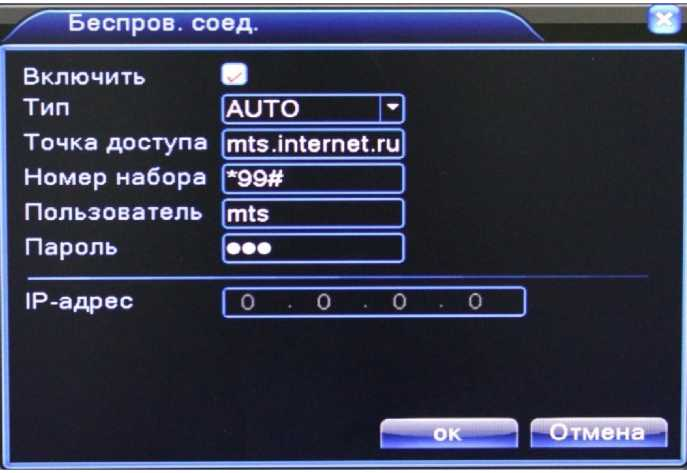 Беспров. соед.
Включить
Тип AUTO
Точка доступа mts.internet.ru
Номер набора *99#
Пользователь mts
Пароль ●●●
IP-адрес 0 . 0 . 0 . 0
ок Отмена